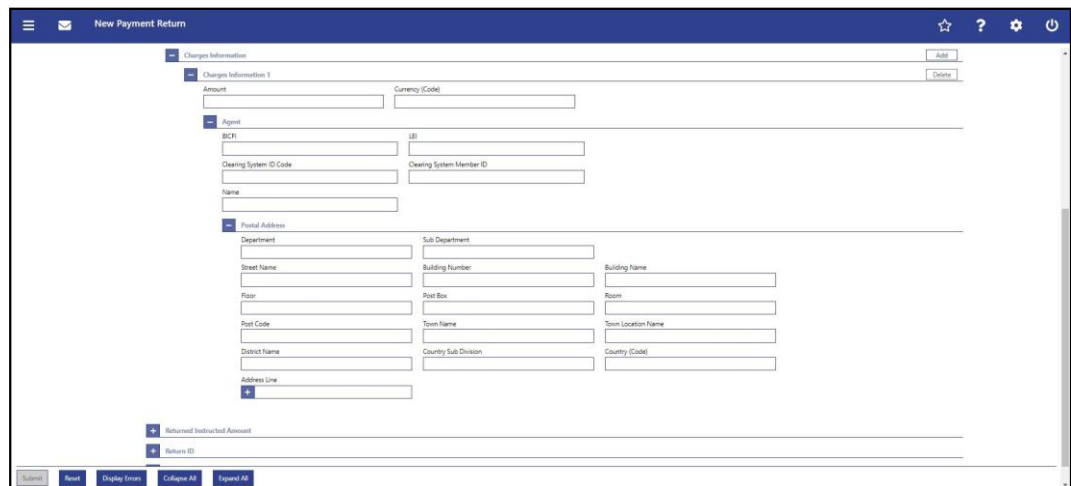 New Payment Return
Charges Information Add
Charges Information 1 Delete
Amount Currency (Code)
Agent
BICFI LEI
Clearing System ID Code Clearing System Member ID
Name
Postal Address
Department Sub Department
Street Name Building Number Building Name
Floor Post Box Room
Post Code Town Name Town Location Name
District Name Country Sub Division Country (Code)
Address Line
Returned Instructed Amount
Return ID
Submit Reset Display Errors Collapse All Expand All